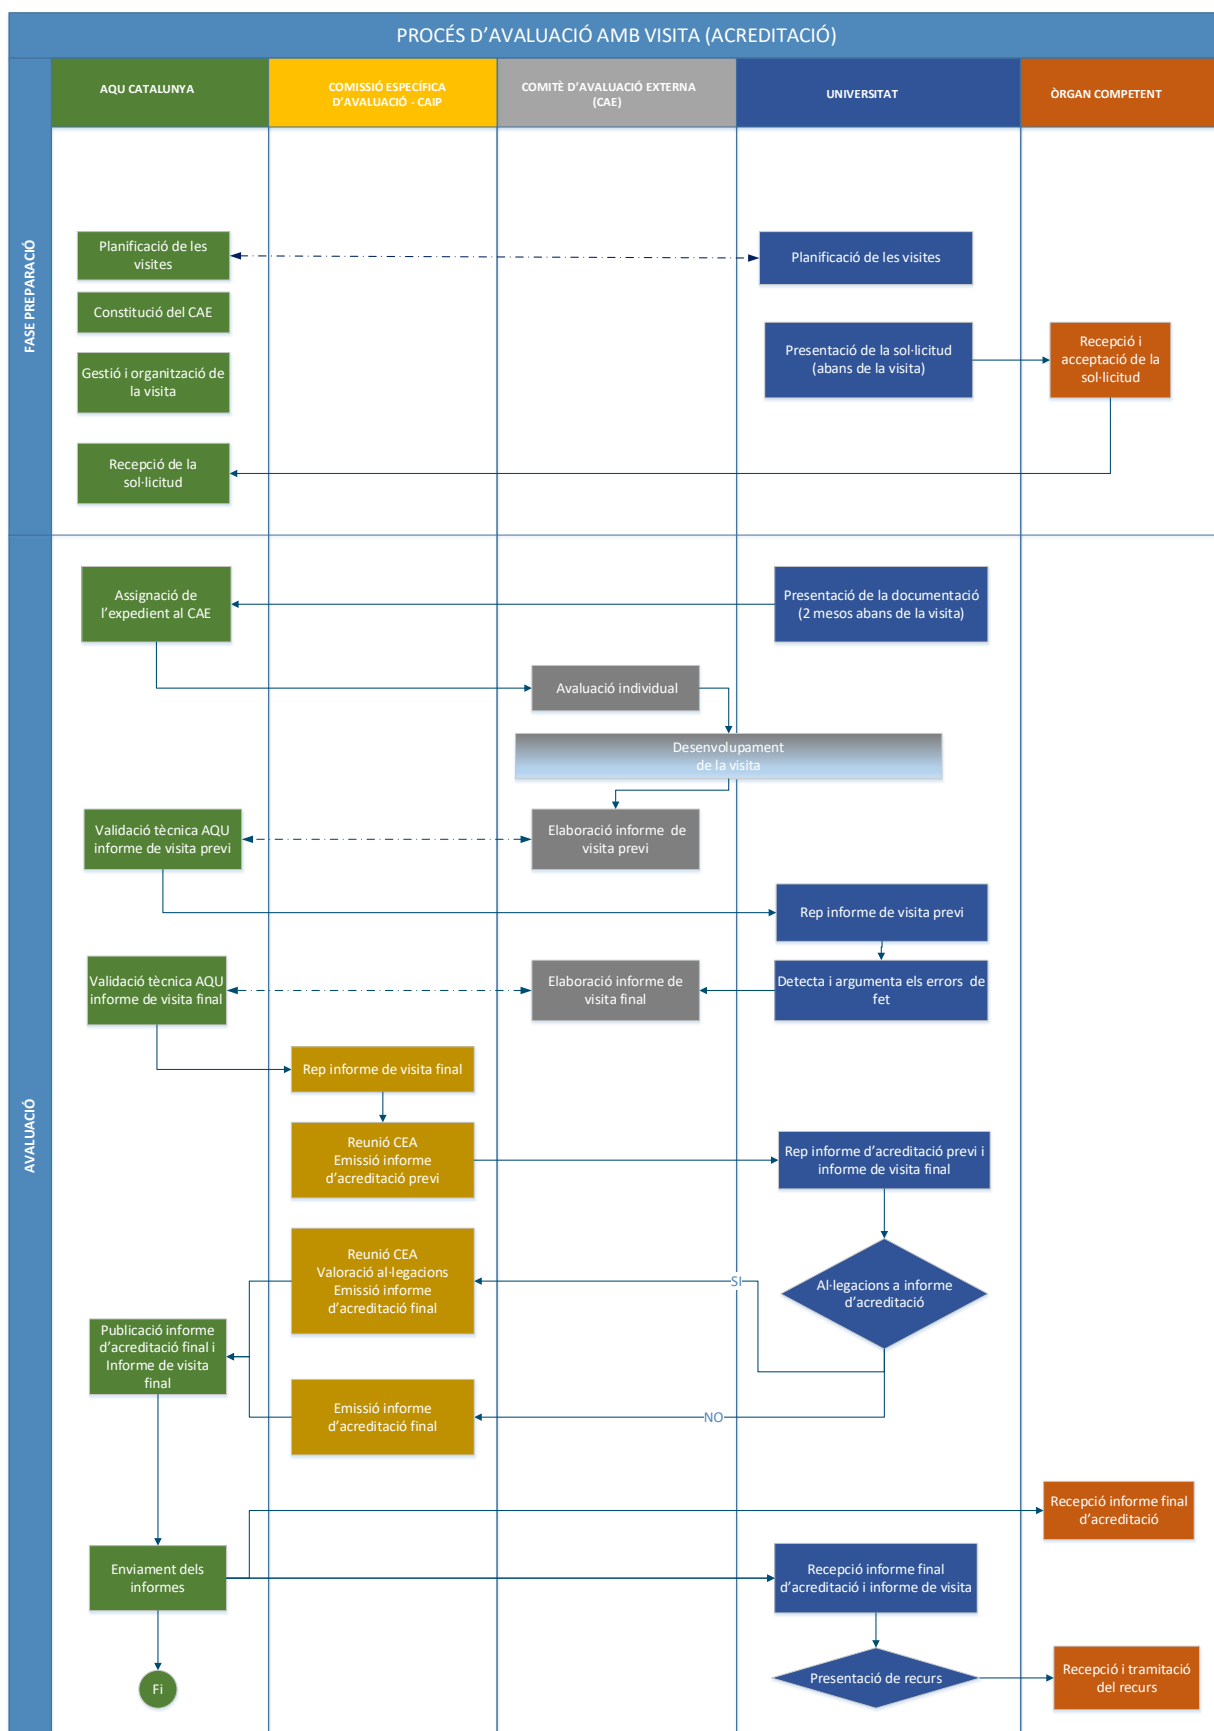 PROCÉS D'AVALUACIÓ AMB VISITA (ACREDITACIÓ)
AQU CATALUNYA
COMISSIÓ ESPECÍFICA
D'AVALUACIÓ - CAIP
COMITÈ D'AVALUACIÓ EXTERNA
(CAE)
UNIVERSITAT
ÒRGAN COMPETENT
FASE PREPARACIÓ
Planificació de les
visites
Planificació de les visites
Constitució del CAE
Gestió i organització de
la visita
Presentació de la sol·licitud
(abans de la visita)
Recepció i
acceptació de la
sol·licitud
Recepció de la
sol·licitud
AVALUACIÓ
Assignació de
l'expedient al CAE
Presentació de la documentació
(2 mesos abans de la visita)
Avaluació individual
Desenvolupament
de la visita
Validació tècnica AQU
informe de visita previ
Elaboració informe de
visita previ
Rep informe de visita previ
Validació tècnica AQU
informe de visita final
Elaboració informe de
visita final
Detecta i argumenta els errors de
fet
Rep informe de visita final
Reunió CEA
Emissió informe
d'acreditació previ
Rep informe d'acreditació previ i
informe de visita final
Reunió CEA
Valoració al·legacions
Emissió informe
d'acreditació final
SI
Al·legacions a informe
d'acreditació
Publicació informe
d'acreditació final i
Informe de visita
final
Emissió informe
d'acreditació final
NO
Recepció informe final
d'acreditació
Enviament dels
informes
Recepció informe final
d'acreditació i informe de visita
Fi
Presentació de recurs
Recepció i tramitació
del recurs